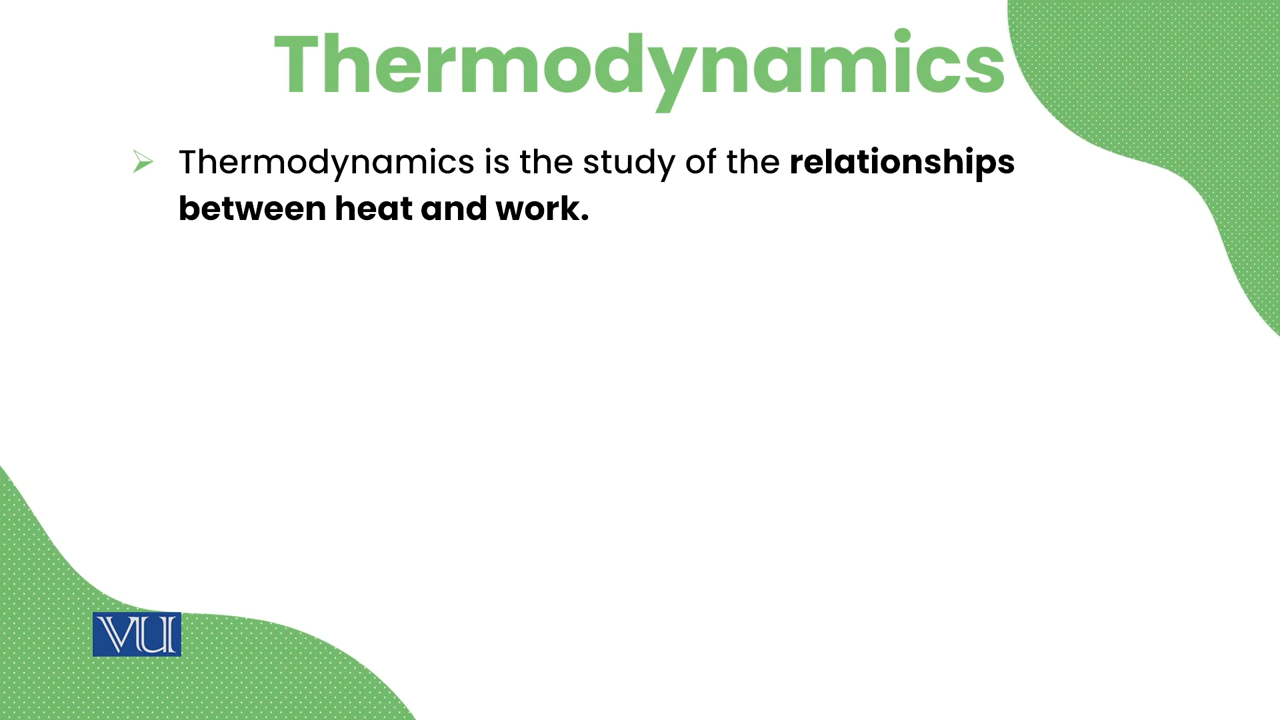 Thermodynamics
Thermodynamics is the study of the relationships
between heat and work.
VU